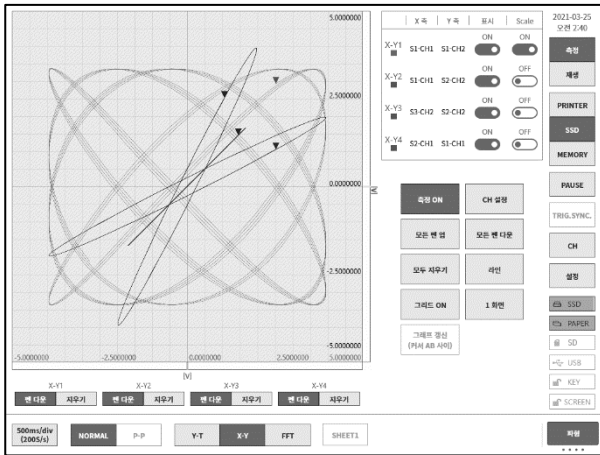 5.0000000
2.5000000
0.0000000
-2.5000000
-5.0000000
[V]
-5.0000000 -2.5000000 0.0000000 2.5000000 5.0000000
[V]
X 축 Y 축 표시 Scale
X-Y1 S1-CH1 S1-CH2 ON ON
X-Y2 S1-CH1 S2-CH2 ON OFF
X-Y3 S3-CH2 S2-CH2 ON OFF
X-Y4 S2-CH1 S1-CH1 ON OFF
측정 ON CH 설정
모든 펜 업 모든 펜 다운
모두 지우기 라인
그리드 ON 1 화면
그래프 갱신
(커서 AB 사이)
2021-03-25
오전 2:40
측정
재생
PRINTER
SSD
MEMORY
PAUSE
TRIG.SYNC.
CH
설정
SSD
PAPER
SD
USB
KEY
SCREEN
X-Y1 X-Y2 X-Y3 X-Y4
펜 다운 지우기 펜 다운 지우기 펜 다운 지우기 펜 다운 지우기
500ms/div
(200S/s)
NORMAL P-P Y-T X-Y FFT SHEET1 파형